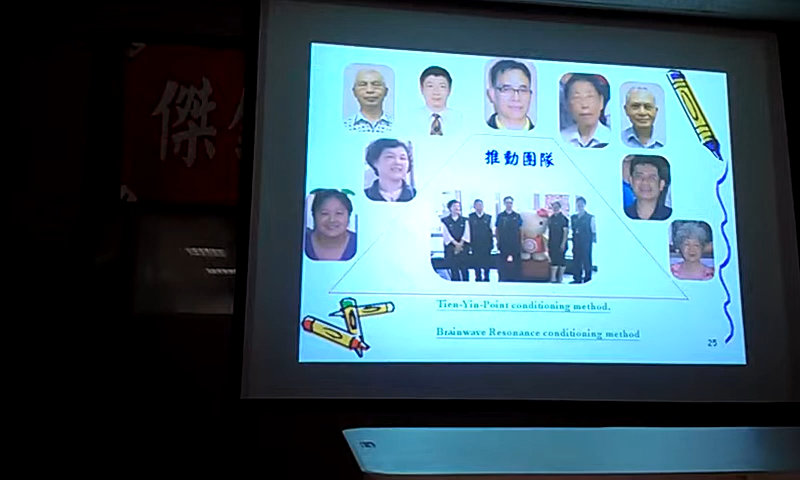 傑
推動團隊
Tien-Yin-Point conditioning method.
Brainwave Resonance conditioning method
25